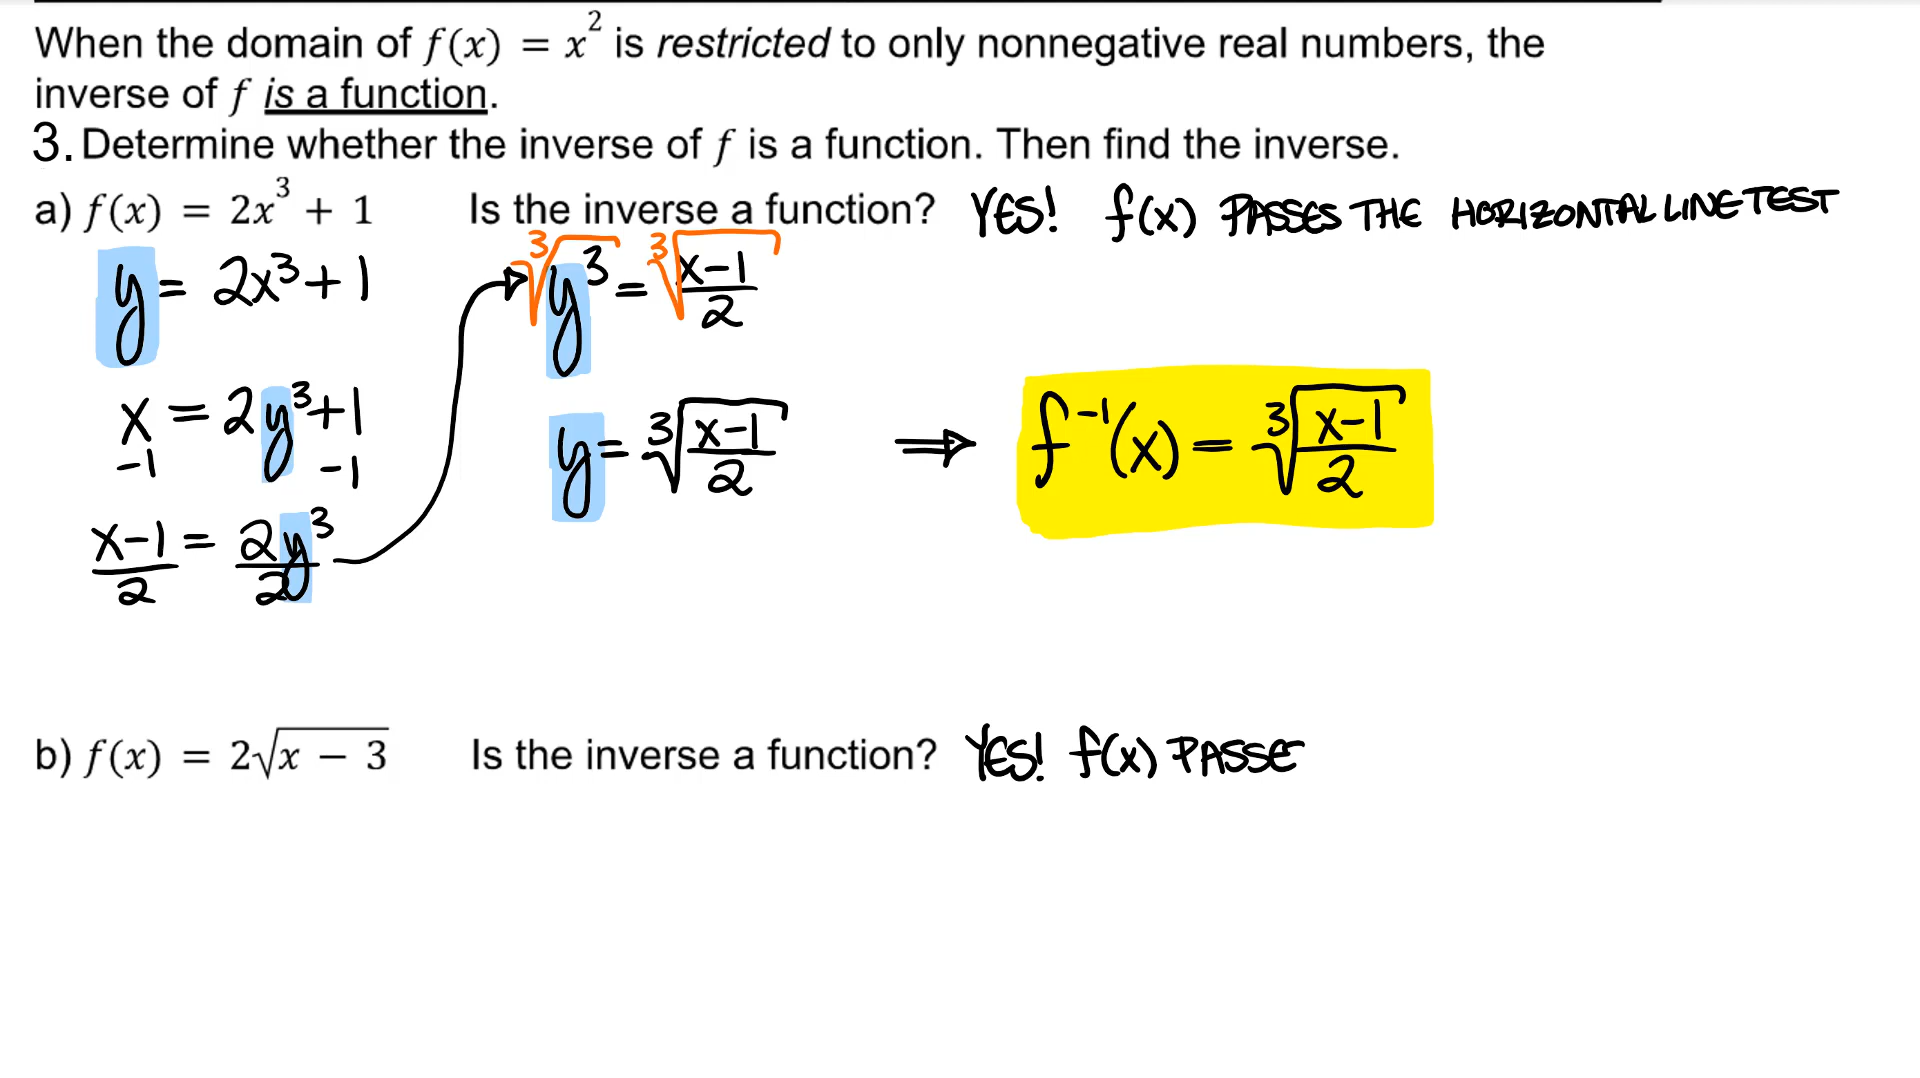 When the domain of f(x) = x² is restricted to only nonnegative real numbers, the
inverse of f is a function.
3. Determine whether the inverse of f is a function. Then find the inverse.
a) f(x) = 2x³ + 1 Is the inverse a function? YES! f(x) PASSES THE HORIZONTAL LINE TEST
y = 2x³+1
x = 2y³+1
-1 -1
x-1/2 = 2y³/2
∛y³ = ∛x-1/2
y = ∛x-1/2 ⇒ f⁻¹(x) = ∛x-1/2
b) f(x) = 2√x − 3 Is the inverse a function? YES! f(x) PASSE